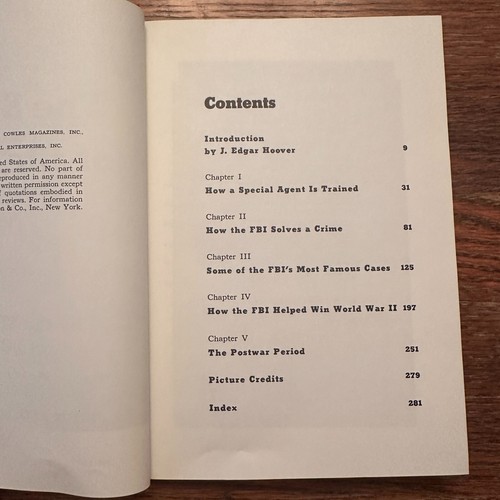 COWLES MAGAZINES, INC.,
ENTERPRISES, INC.
States of America. All
are reserved. No part of
reproduced in any manner
written permission except
quotations embodied in
reviews. For information
& Co., Inc., New York.
Contents
Introduction
by J. Edgar Hoover 9
Chapter I
How a Special Agent Is Trained 31
Chapter II
How the FBI Solves a Crime 81
Chapter III
Some of the FBI's Most Famous Cases 125
Chapter IV
How the FBI Helped Win World War II 197
Chapter V
The Postwar Period 251
Picture Credits 279
Index 281